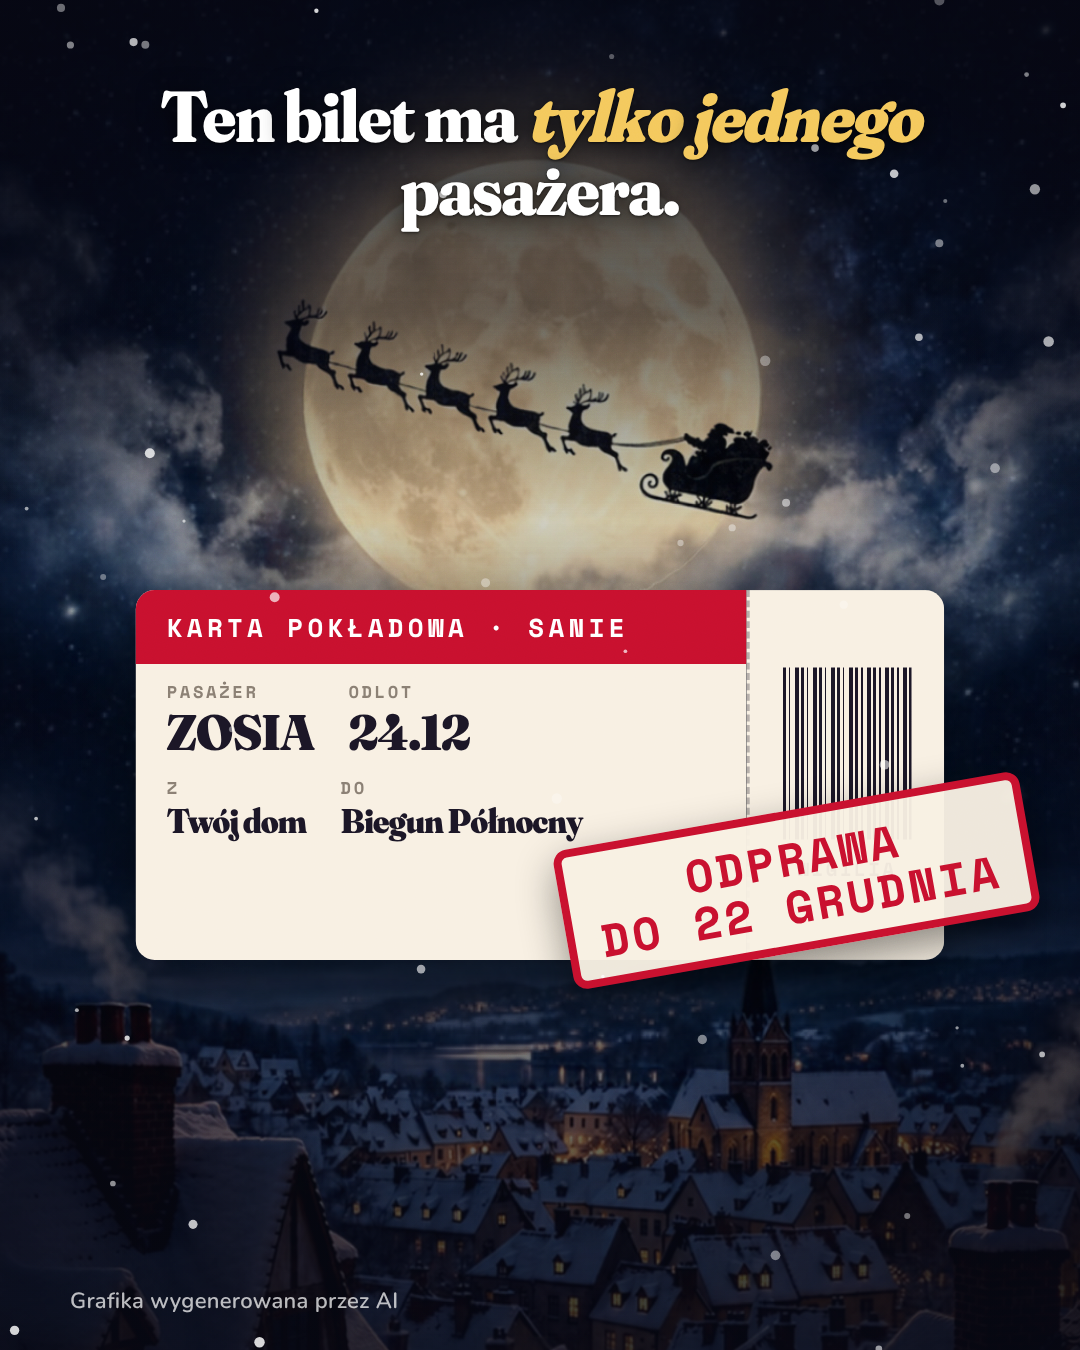 Ten bilet ma tylko jednego
pasażera.
KARTA POKŁADOWA · SANIE
PASAŻER
ODLOT
ZOSIA
24.12
Z
DO
Twój dom
Biegun Północny
ODPRAWA
DO 22 GRUDNIA
Grafika wygenerowana przez AI